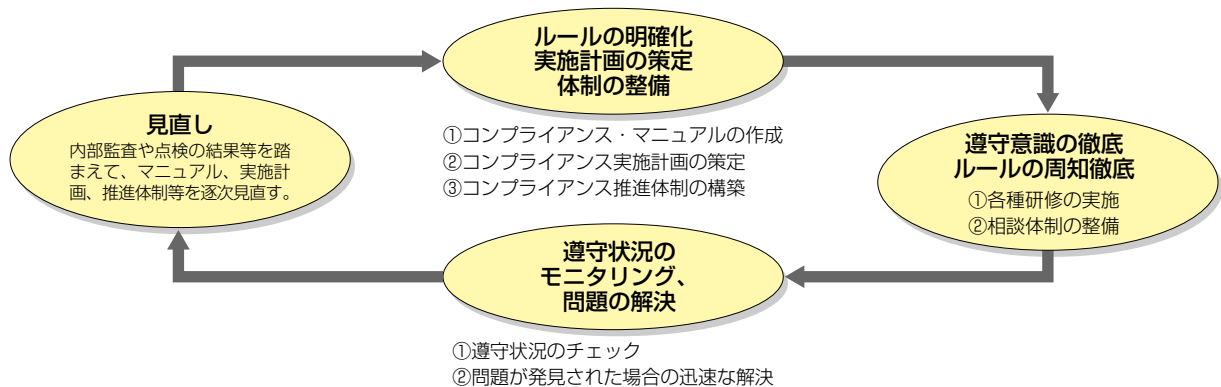 ルールの明確化
実施計画の策定
体制の整備
①コンプライアンス・マニュアルの作成
②コンプライアンス実施計画の策定
③コンプライアンス推進体制の構築
遵守意識の徹底
ルールの周知徹底
①各種研修の実施
②相談体制の整備
遵守状況の
モニタリング、
問題の解決
①遵守状況のチェック
②問題が発見された場合の迅速な解決
見直し
内部監査や点検の結果等を踏
まえて、マニュアル、実施計
画、推進体制等を逐次見直す。